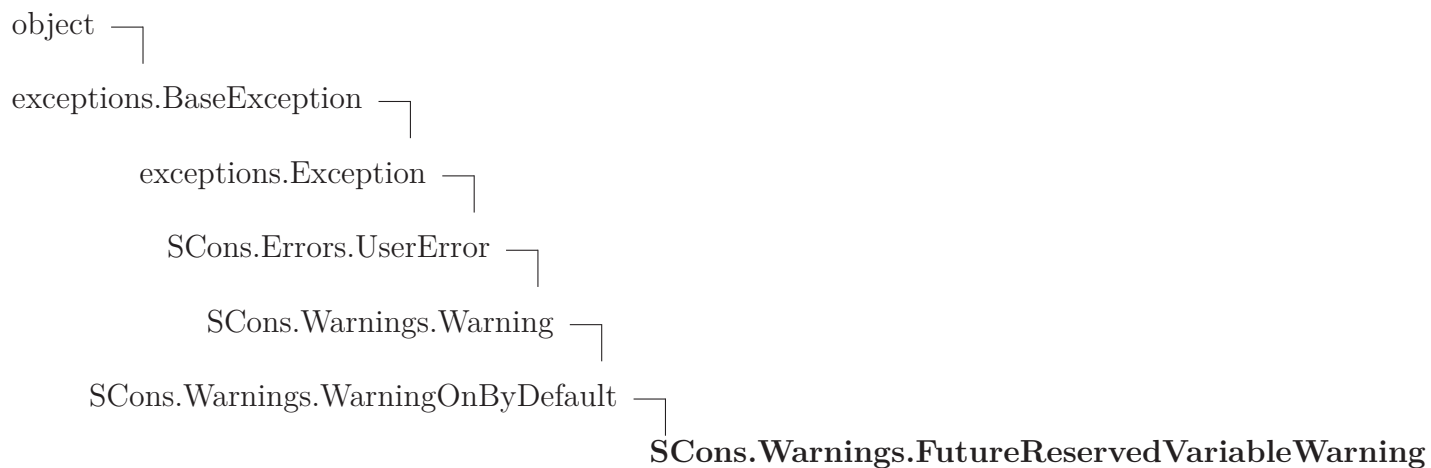 object
exceptions.BaseException
exceptions.Exception
SCons.Errors.UserError
SCons.Warnings.Warning
SCons.Warnings.WarningOnByDefault
SCons.Warnings.FutureReservedVariableWarning